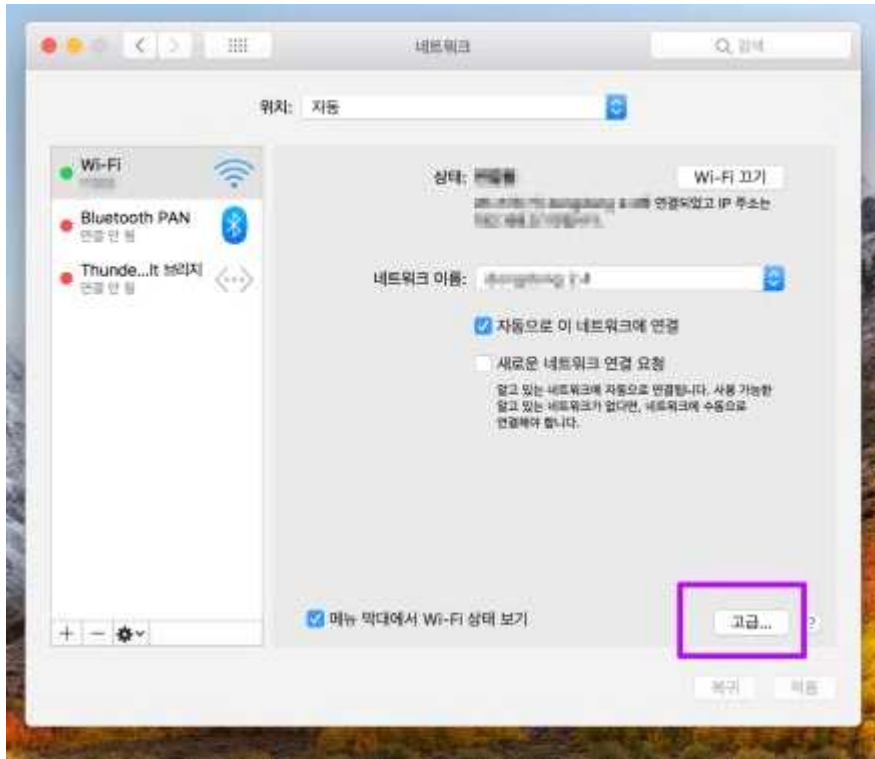 네트워크
검색
위치: 자동
Wi-Fi
Bluetooth PAN
연결 안 됨
Thunde...lt 브리지
연결 안 됨
상태:
Wi-Fi 끄기
연결되었고 IP 주소는
네트워크 이름:
자동으로 이 네트워크에 연결
새로운 네트워크 연결 요청
알고 있는 네트워크에 자동으로 연결됩니다. 사용 가능한
알고 있는 네트워크가 없다면, 네트워크에 수동으로
연결해야 합니다.
메뉴 막대에서 Wi-Fi 상태 보기
고급...
?
복귀
적용